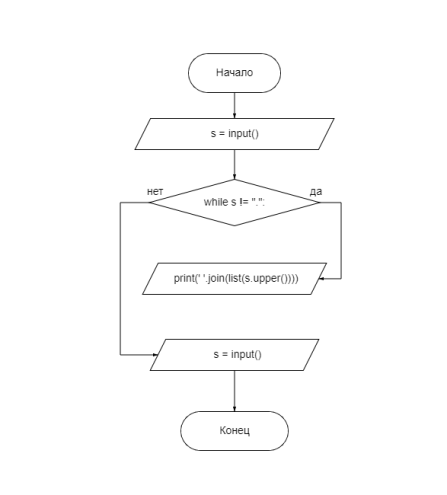 Начало
s = input()
нет
да
while s != ".":
print(' '.join(list(s.upper())))
s = input()
Конец